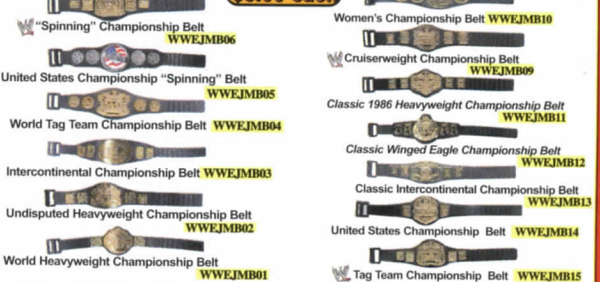 "Spinning" Championship Belt
WWEJMB06
United States Championship "Spinning" Belt
WWEJMB05
World Tag Team Championship Belt WWEJMB04
Intercontinental Championship Belt WWEJMB03
Undisputed Heavyweight Championship Belt
WWEJMB02
World Heavyweight Championship Belt
WWEJMB01
Women's Championship Belt WWEJMB10
Cruiserweight Championship Belt
WWEJMB09
Classic 1986 Heavyweight Championship Belt
WWEJMB11
Classic Winged Eagle Championship Belt
WWEJMB12
Classic Intercontinental Championship Belt
WWEJMB13
United States Championship Belt WWEJMB14
Tag Team Championship Belt WWEJMB15